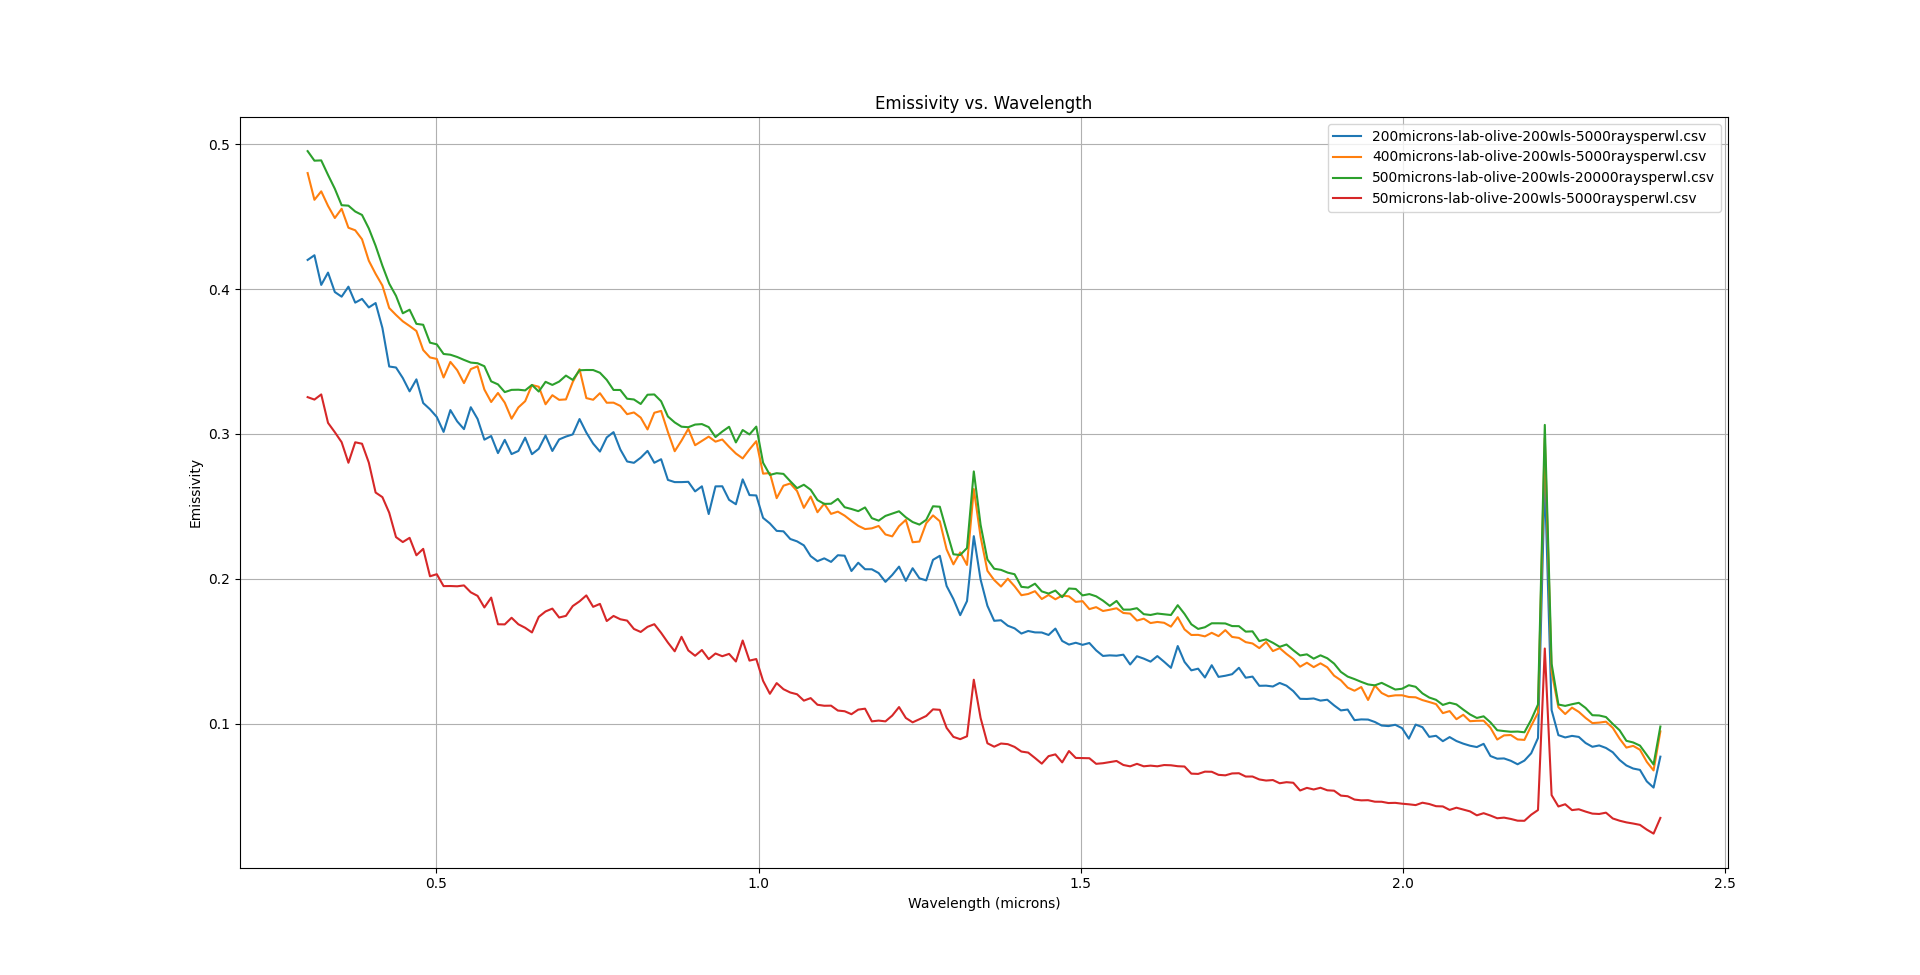 Emissivity vs. Wavelength
200microns-lab-olive-200wls-5000raysperwl.csv
400microns-lab-olive-200wls-5000raysperwl.csv
500microns-lab-olive-200wls-20000raysperwl.csv
50microns-lab-olive-200wls-5000raysperwl.csv
0.5
0.4
0.3
0.2
0.1
Emissivity
0.5
1.0
1.5
2.0
2.5
Wavelength (microns)